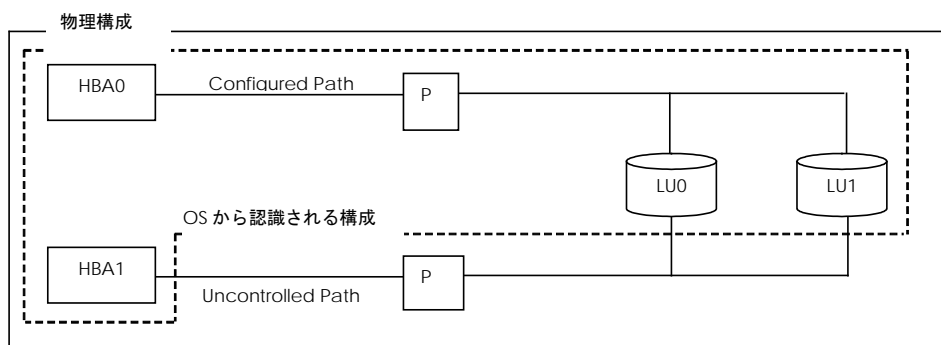 物理構成
HBA0
Configured Path
P
LU0
LU1
OS から認識される構成
HBA1
Uncontrolled Path
P